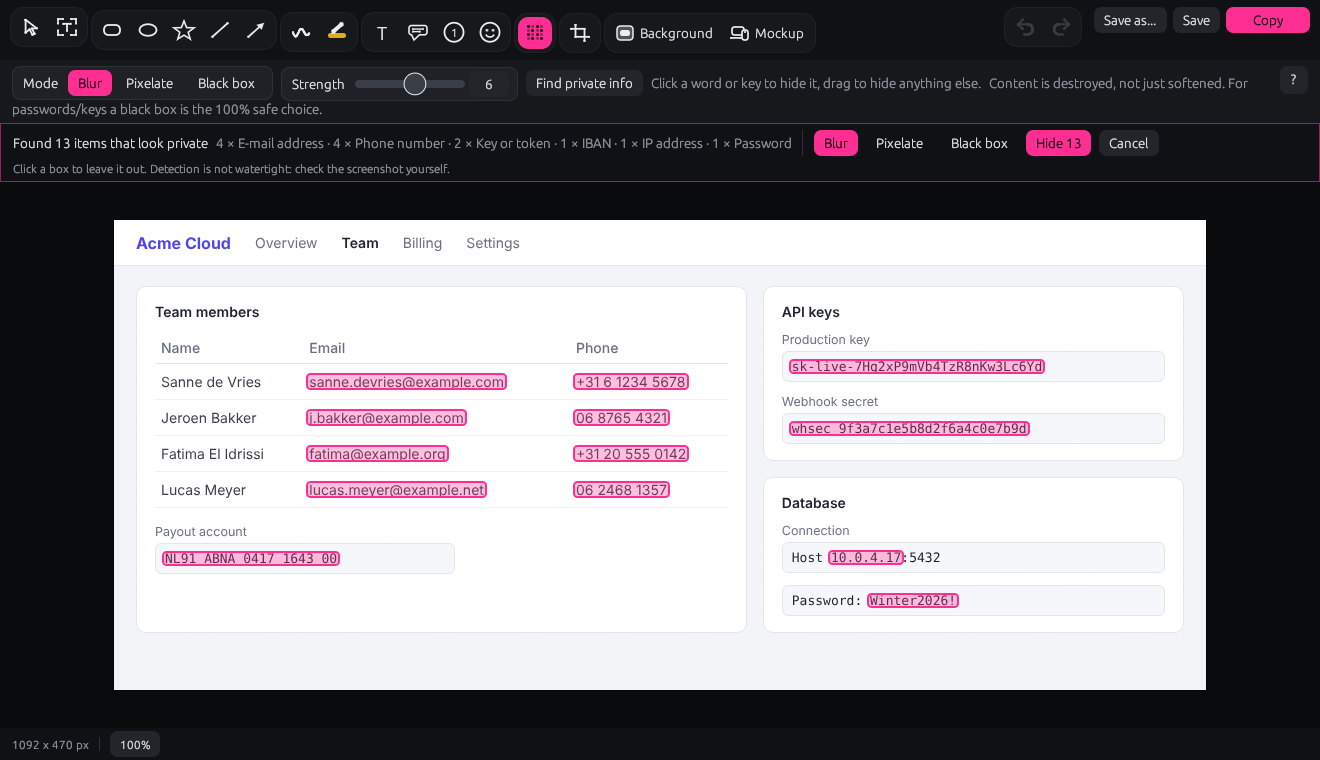 T 1 Background Mockup Save as... Save Copy
Mode Blur Pixelate Black box Strength 6 Find private info Click a word or key to hide it, drag to hide anything else. Content is destroyed, not just softened. For ?
passwords/keys a black box is the 100% safe choice.
Found 13 items that look private 4 × E-mail address · 4 × Phone number · 2 × Key or token · 1 × IBAN · 1 × IP address · 1 × Password Blur Pixelate Black box Hide 13 Cancel
Click a box to leave it out. Detection is not watertight: check the screenshot yourself.
Acme Cloud Overview Team Billing Settings
Team members
Name Email Phone
Sanne de Vries sanne.devries@example.com +31 6 1234 5678
Jeroen Bakker j.bakker@example.com 06 8765 4321
Fatima El Idrissi fatima@example.org +31 20 555 0142
Lucas Meyer lucas.meyer@example.net 06 2468 1357
Payout account
NL91 ABNA 0417 1643 00
API keys
Production key
sk-live-7Hq2xP9mVb4TzR8nKw3Lc6Yd
Webhook secret
whsec_9f3a7c1e5b8d2f6a4c0e7b9d
Database
Connection
Host 10.0.4.17:5432
Password: Winter2026!
1092 x 470 px 100%